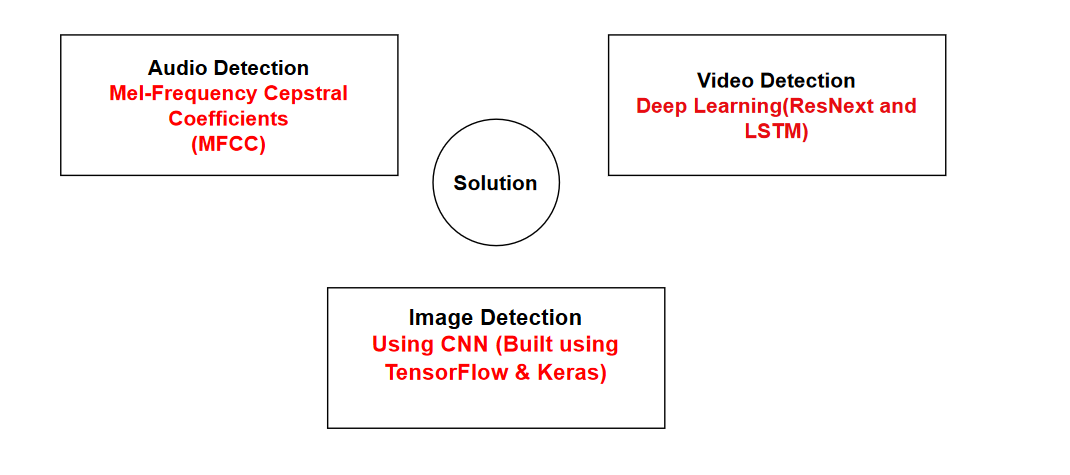 Audio Detection
Mel-Frequency Cepstral
Coefficients
(MFCC)
Video Detection
Deep Learning(ResNext and
LSTM)
Solution
Image Detection
Using CNN (Built using
TensorFlow & Keras)